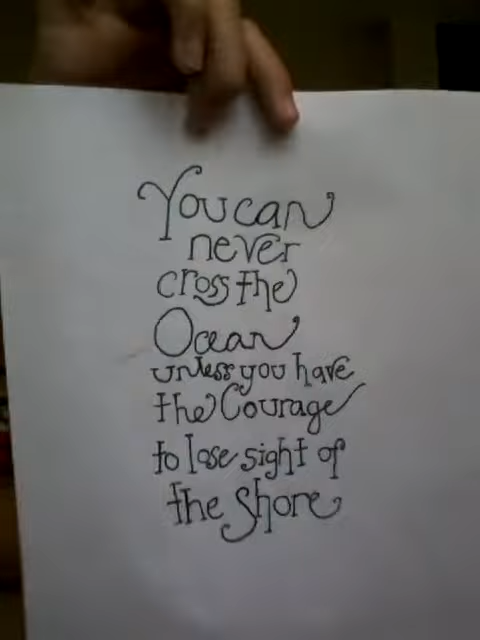 You can
never
cross the
Ocean
unless you have
the Courage
to lose sight of
the Shore